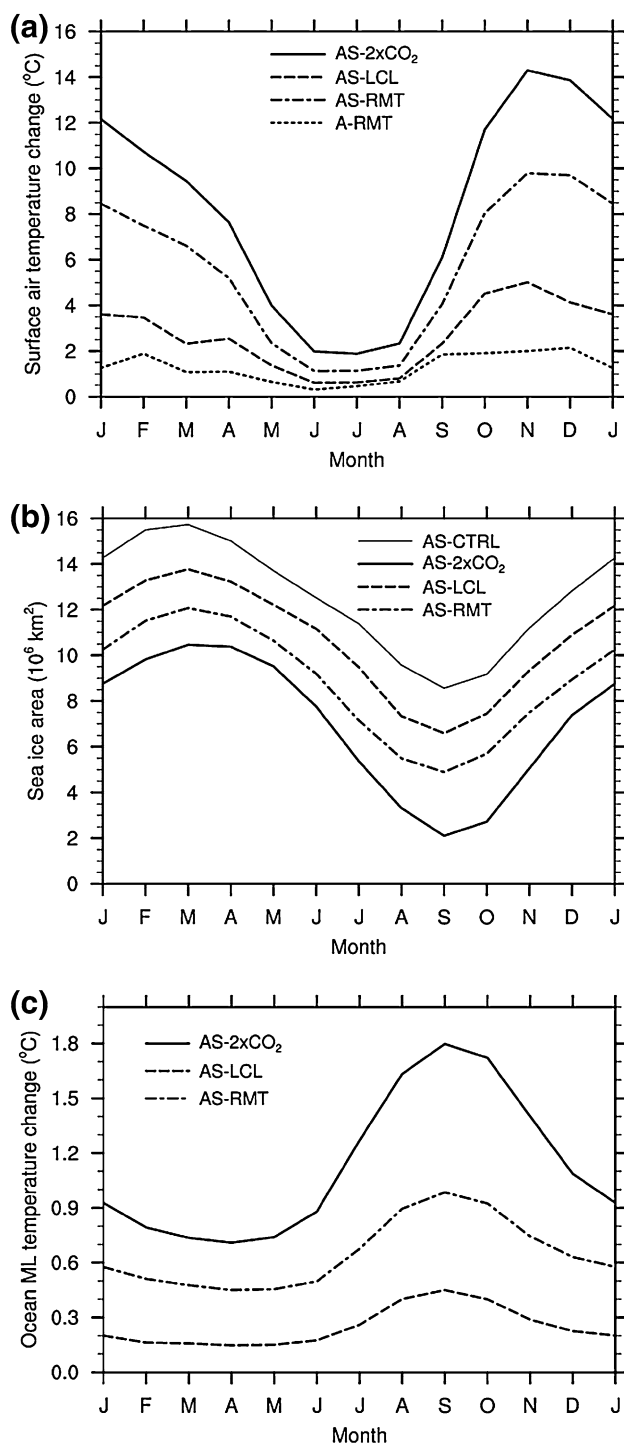 (a)
Surface air temperature change (°C)
16
14
12
10
8
6
4
2
0
AS-2xCO₂
AS-LCL
AS-RMT
A-RMT
J F M A M J J A S O N D J
Month
(b)
Sea ice area (10⁶ km²)
16
14
12
10
8
6
4
2
0
AS-CTRL
AS-2xCO₂
AS-LCL
AS-RMT
J F M A M J J A S O N D J
Month
(c)
Ocean ML temperature change (°C)
1.8
1.5
1.2
0.9
0.6
0.3
0.0
AS-2xCO₂
AS-LCL
AS-RMT
J F M A M J J A S O N D J
Month